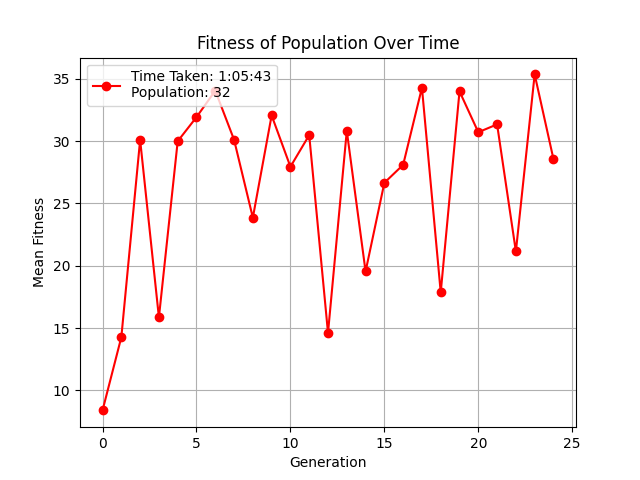 Fitness of Population Over Time
Time Taken: 1:05:43
Population: 32
Mean Fitness
35
30
25
20
15
10
0 5 10 15 20 25
Generation